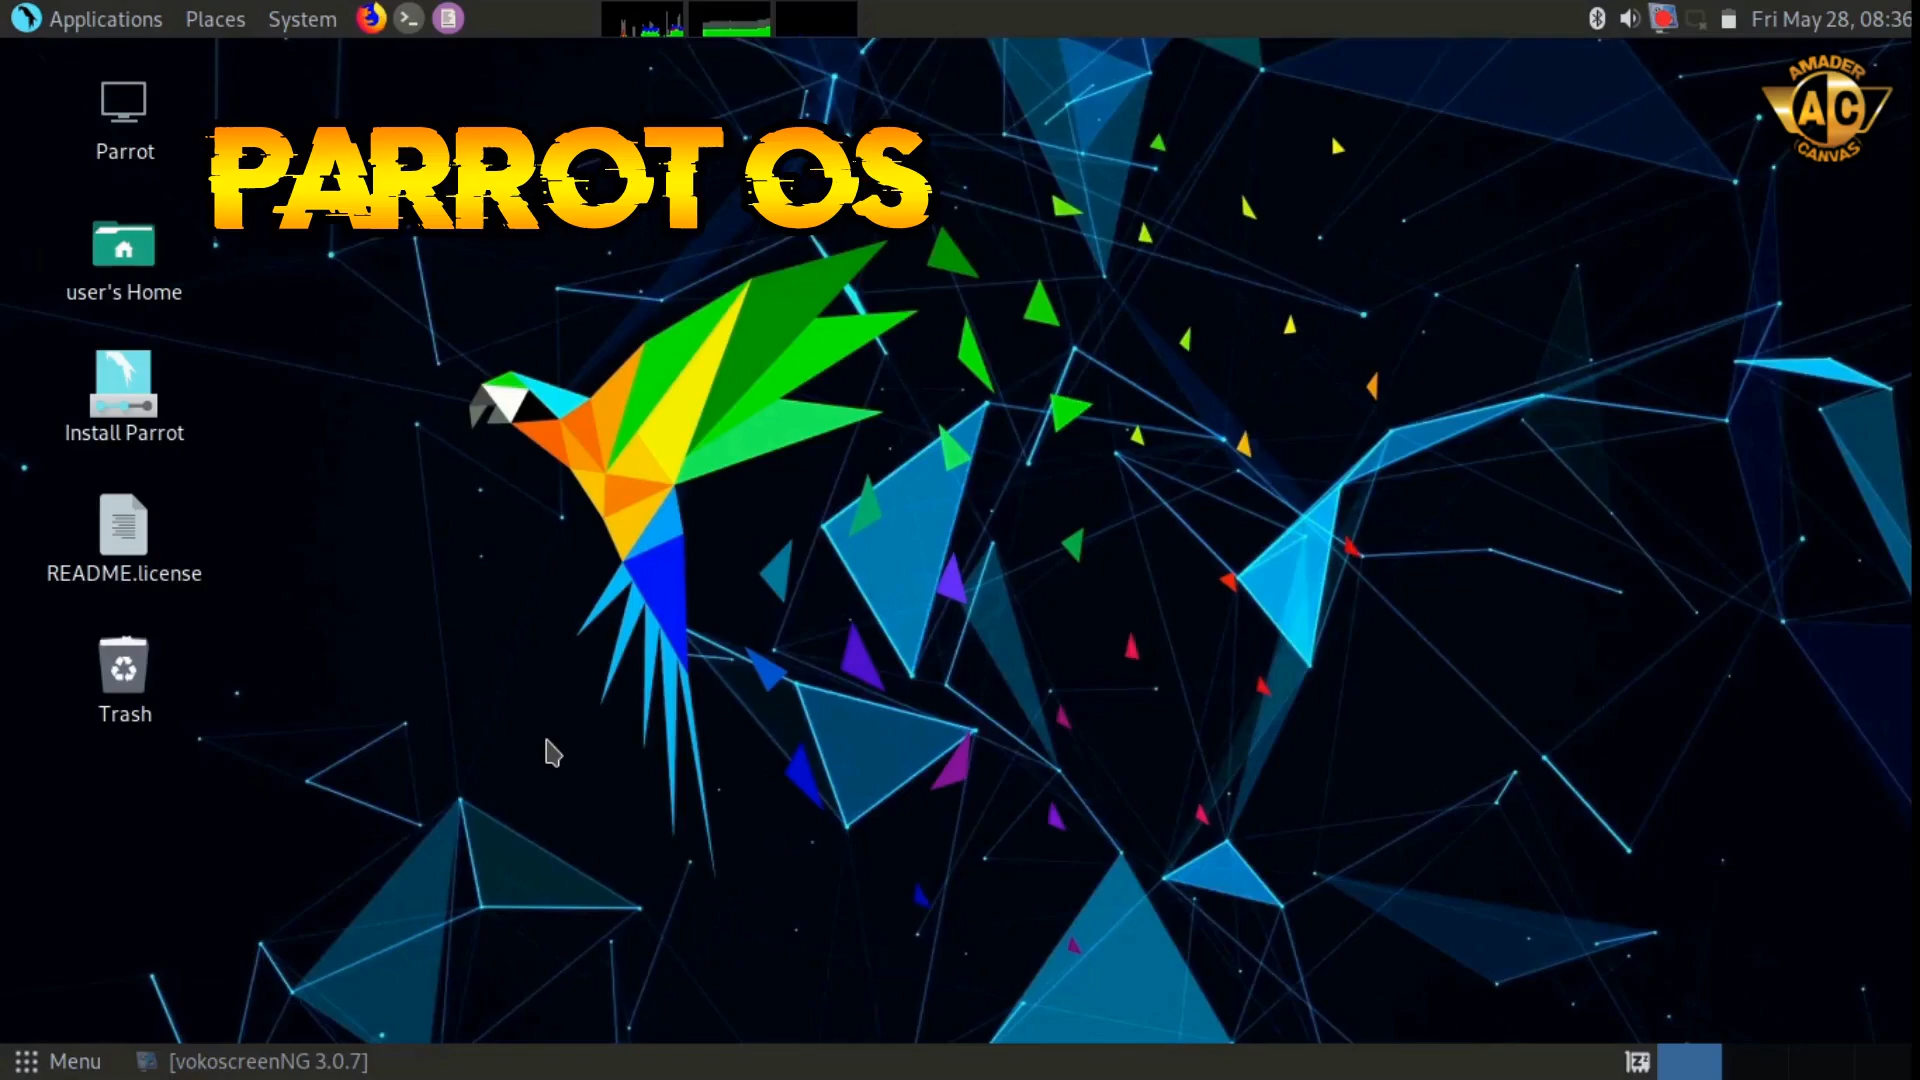 Applications Places System
Fri May 28, 08:36
AMADER
AC
CANVAS
PARROT OS
Parrot
user's Home
Install Parrot
README.license
Trash
Menu [vokoscreenNG 3.0.7]